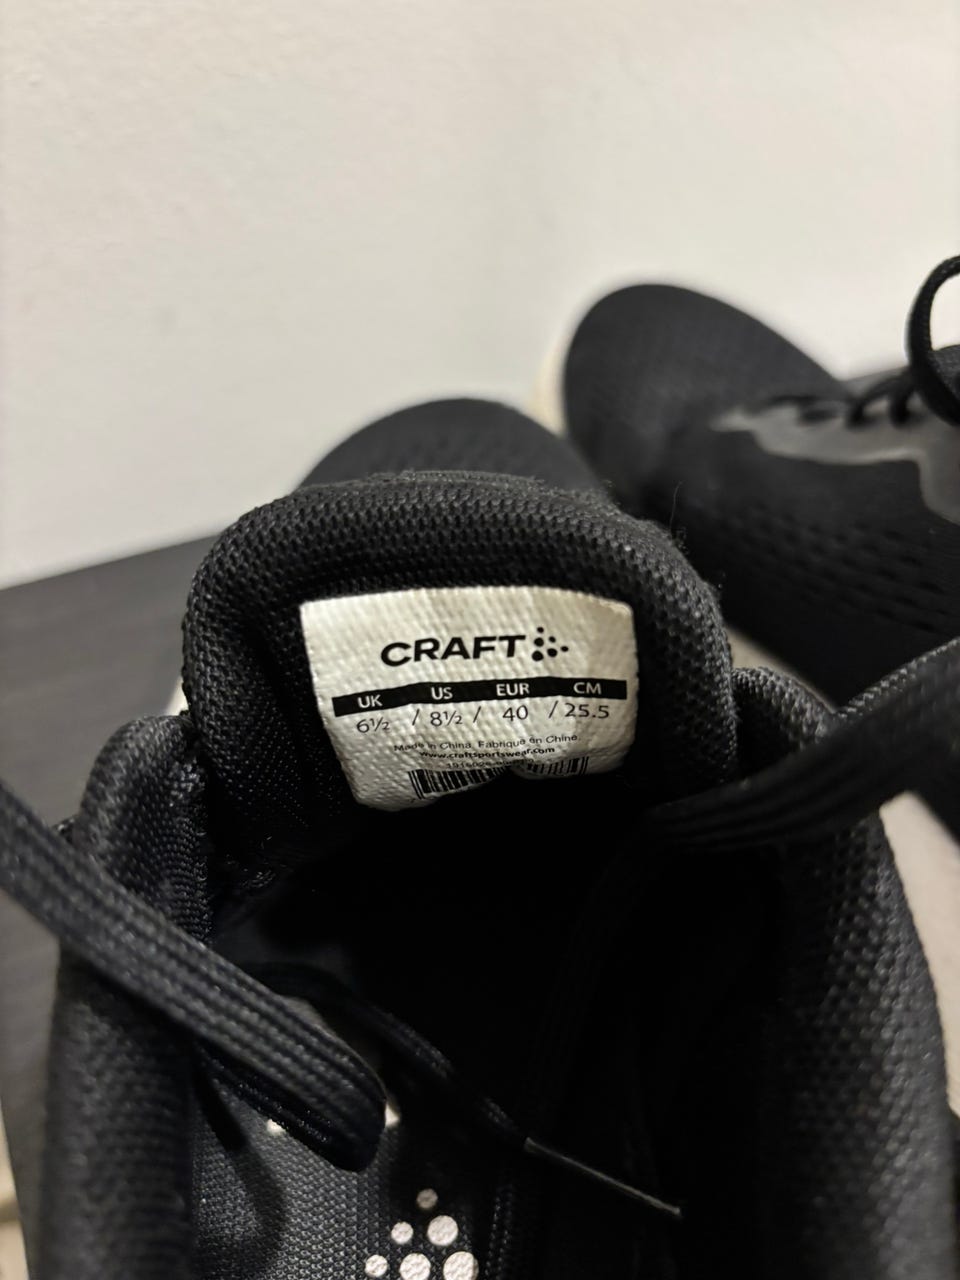 CRAFT
UK US EUR CM
6½ / 8½ / 40 / 25.5
Made in China. Fabriqué en Chine.
www.craftsportswear.com